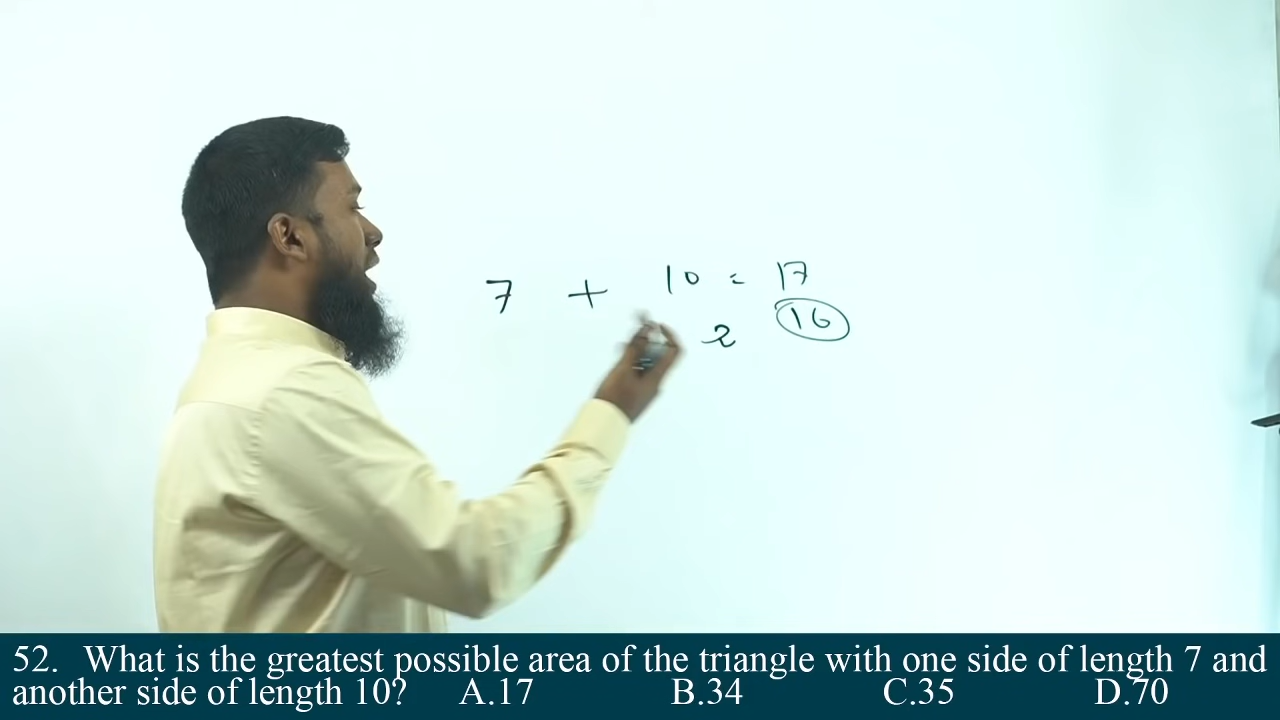 7 + 10 = 17
2 16
52. What is the greatest possible area of the triangle with one side of length 7 and
another side of length 10? A.17 B.34 C.35 D.70